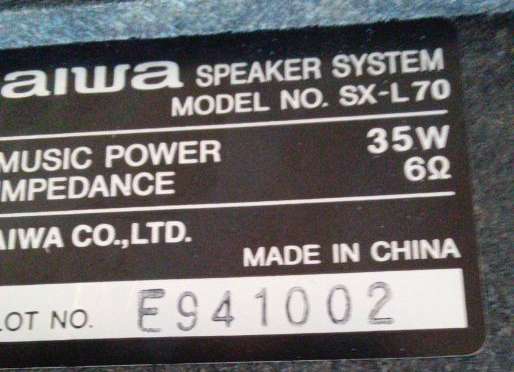 aiwa SPEAKER SYSTEM
MODEL NO. SX-L70
MUSIC POWER 35W
IMPEDANCE 6Ω
AIWA CO.,LTD.
MADE IN CHINA
LOT NO. E941002